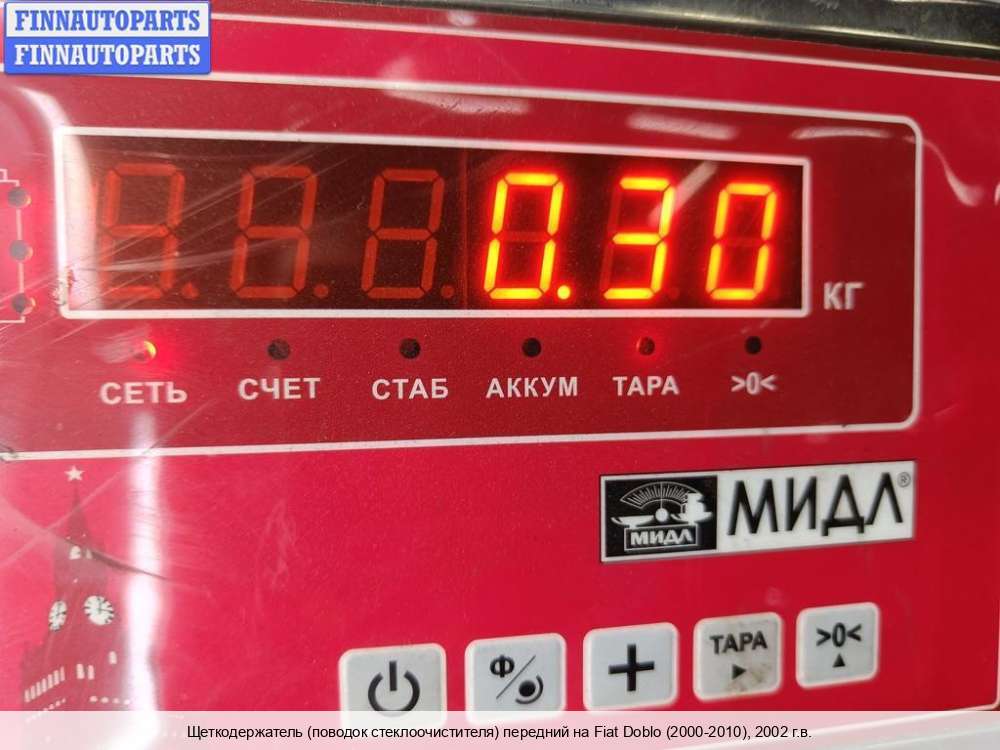 FINNAUTOPARTS
FINNAUTOPARTS
0.30
КГ
СЕТЬ СЧЕТ СТАБ АККУМ ТАРА >0<
МИДЛ МИДЛ®
Ф ТАРА >0<
Щеткодержатель (поводок стеклоочистителя) передний на Fiat Doblo (2000-2010), 2002 г.в.